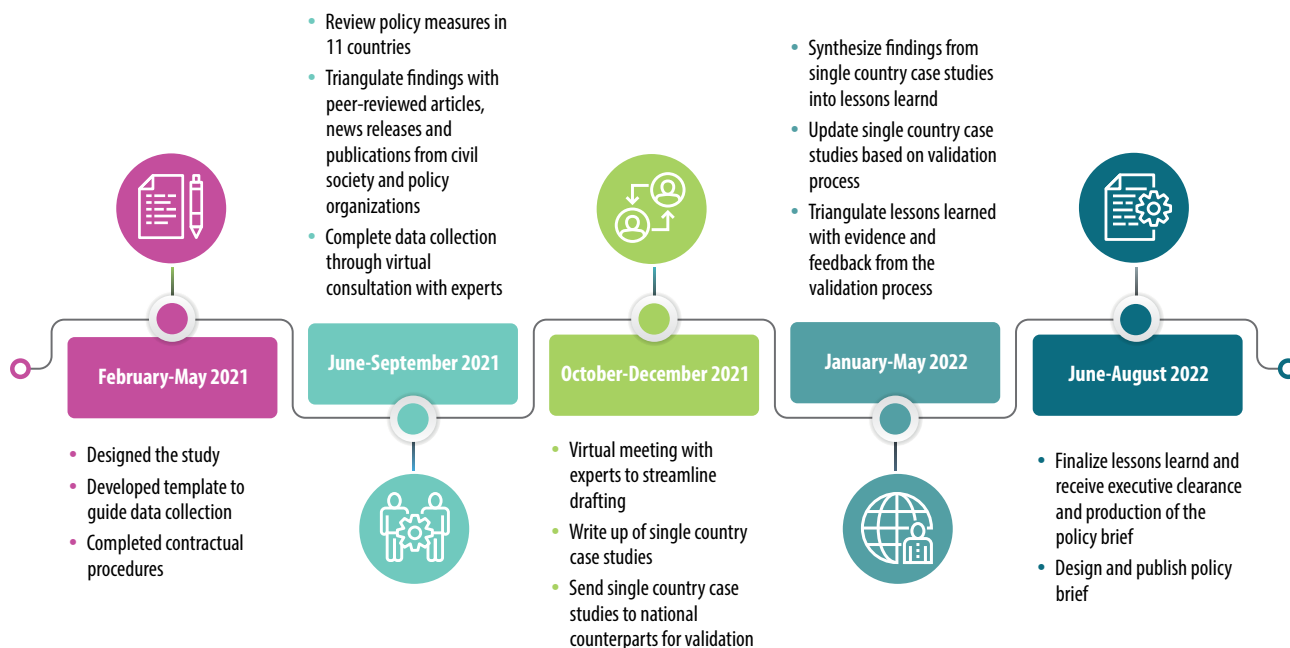 February-May 2021
• Designed the study
• Developed template to
guide data collection
• Completed contractual
procedures
• Review policy measures in
11 countries
• Triangulate findings with
peer-reviewed articles,
news releases and
publications from civil
society and policy
organizations
• Complete data collection
through virtual
consultation with experts
June-September 2021
October-December 2021
• Virtual meeting with
experts to streamline
drafting
• Write up of single country
case studies
• Send single country case
studies to national
counterparts for validation
• Synthesize findings from
single country case studies
into lessons learnd
• Update single country case
studies based on validation
process
• Triangulate lessons learned
with evidence and
feedback from the
validation process
January-May 2022
June-August 2022
• Finalize lessons learnd and
receive executive clearance
and production of the
policy brief
• Design and publish policy
brief